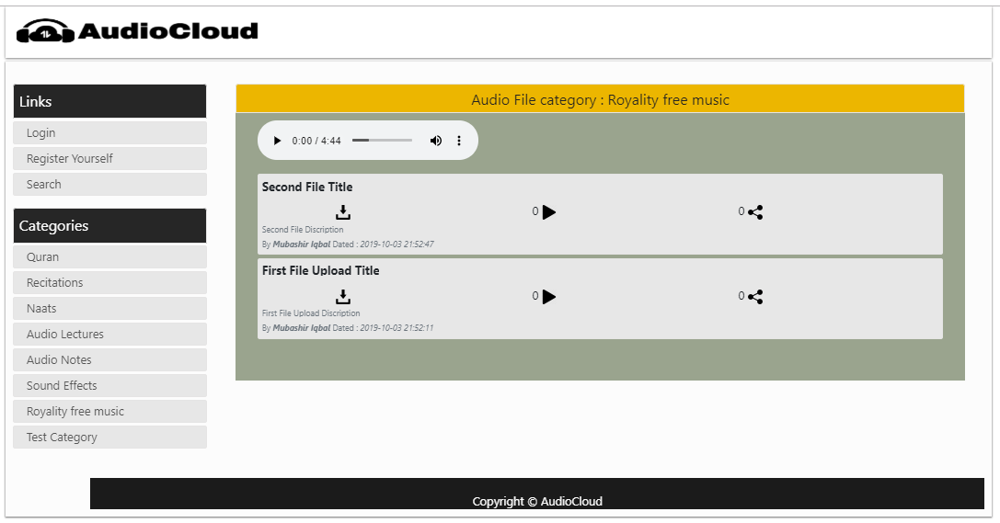 AudioCloud
Links
Login
Register Yourself
Search
Categories
Quran
Recitations
Naats
Audio Lectures
Audio Notes
Sound Effects
Royality free music
Test Category
Audio File category : Royality free music
0:00 / 4:44
Second File Title
0 0
Second File Discription
By Mubashir Iqbal Dated : 2019-10-03 21:52:47
First File Upload Title
0 0
First File Upload Discription
By Mubashir Iqbal Dated : 2019-10-03 21:52:11
Copyright © AudioCloud